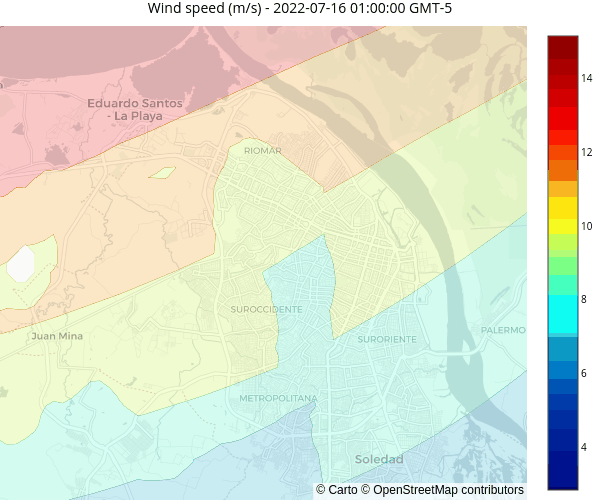 Wind speed (m/s) - 2022-07-16 01:00:00 GMT-5
14
Eduardo Santos
- La Playa
RIOMAR
12
10
8
SUROCCIDENTE
PALERMO
Juan Mina
SURORIENTE
6
METROPOLITANA
4
Soledad
© Carto © OpenStreetMap contributors